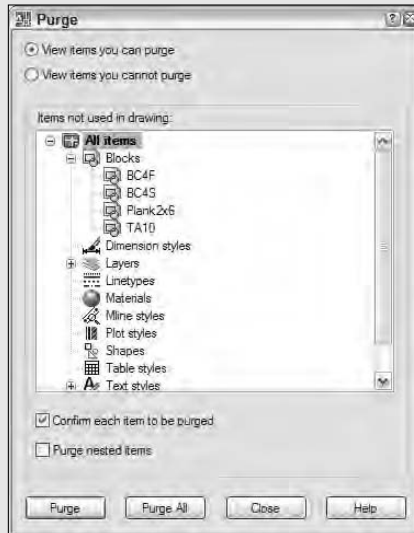 Purge
View items you can purge
View items you cannot purge
Items not used in drawing:
All items
Blocks
BC4F
BC4S
Plank2x6
TA10
Dimension styles
Layers
Linetypes
Materials
Mline styles
Plot styles
Shapes
Table styles
Text styles
Confirm each item to be purged
Purge nested items
Purge Purge All Close Help